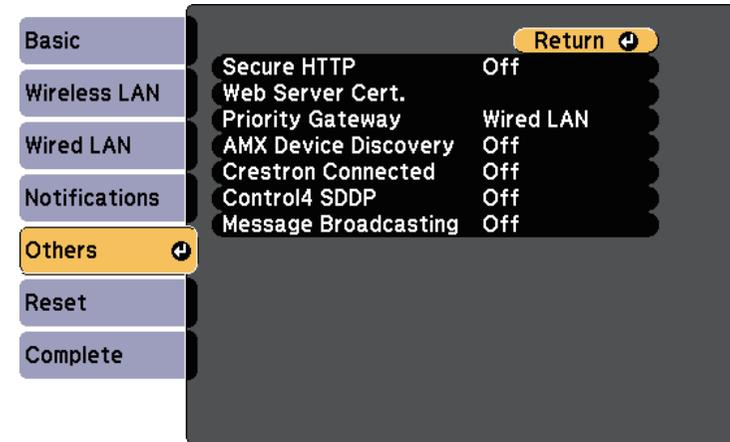 Basic
Wireless LAN
Wired LAN
Notifications
Others
Reset
Complete
Return
Secure HTTP Off
Web Server Cert.
Priority Gateway Wired LAN
AMX Device Discovery Off
Crestron Connected Off
Control4 SDDP Off
Message Broadcasting Off